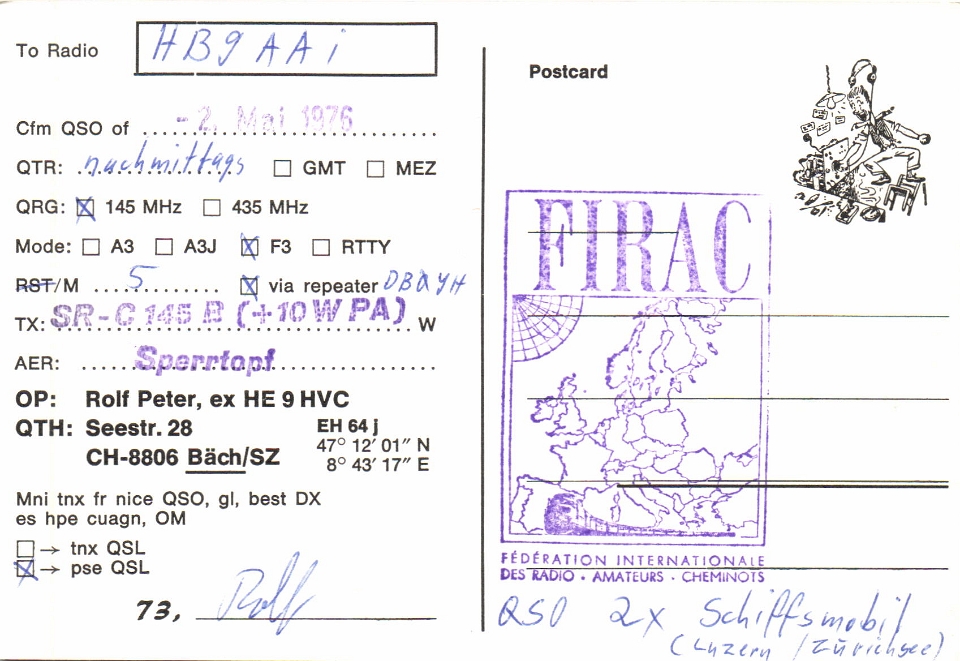 To Radio HB9AAi
Cfm QSO of - 2. Mai 1976
QTR: nachmittags ☐ GMT ☐ MEZ
QRG: ☒ 145 MHz ☐ 435 MHz
Mode: ☐ A3 ☐ A3J ☒ F3 ☐ RTTY
RST/M 5 ☒ via repeater DB0YH
TX: SR-C 145 B (+10 W PA) W
AER: Sperrtopf
OP: Rolf Peter, ex HE 9 HVC
QTH: Seestr. 28 EH 64 j
CH-8806 Bäch/SZ 47° 12′ 01″ N
8° 43′ 17″ E
Mni tnx fr nice QSO, gl, best DX
es hpe cuagn, OM
☐ → tnx QSL
☒ → pse QSL
73, Rolf
Postcard
FIRAC
FÉDÉRATION INTERNATIONALE
DES RADIO - AMATEURS - CHEMINOTS
QSO 2x Schiffsmobil
(Luzern / Zürichsee)